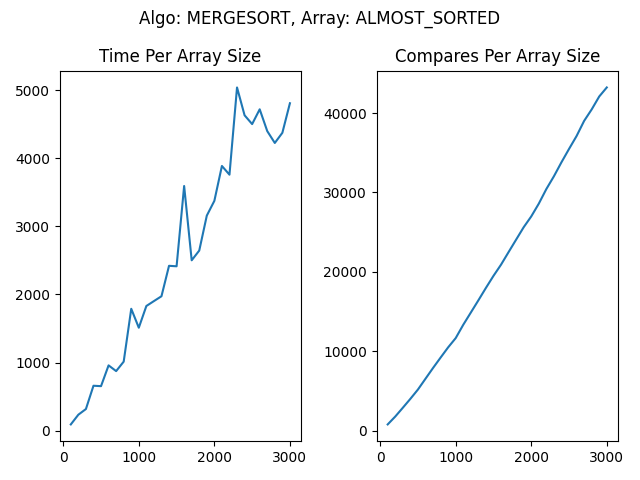 Algo: MERGESORT, Array: ALMOST_SORTED
Time Per Array Size
Compares Per Array Size
5000
4000
3000
2000
1000
0
0 1000 2000 3000
40000
30000
20000
10000
0
0 1000 2000 3000